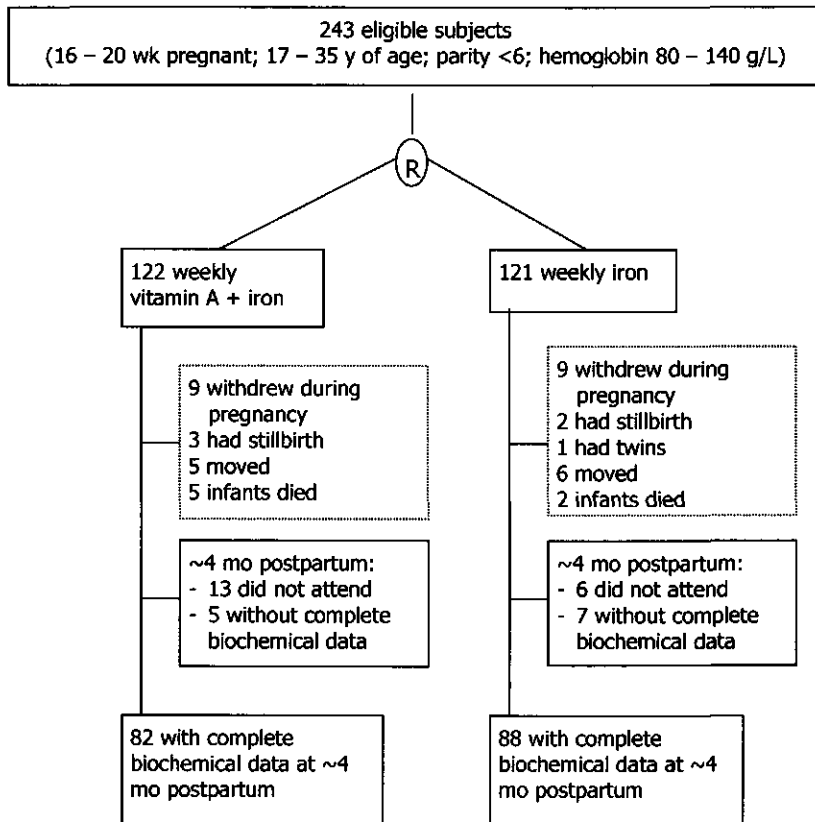 243 eligible subjects
(16 – 20 wk pregnant; 17 – 35 y of age; parity <6; hemoglobin 80 – 140 g/L)
R
122 weekly
vitamin A + iron
121 weekly iron
9 withdrew during
pregnancy
3 had stillbirth
5 moved
5 infants died
9 withdrew during
pregnancy
2 had stillbirth
1 had twins
6 moved
2 infants died
~4 mo postpartum:
- 13 did not attend
- 5 without complete
biochemical data
~4 mo postpartum:
- 6 did not attend
- 7 without complete
biochemical data
82 with complete
biochemical data at ~4
mo postpartum
88 with complete
biochemical data at ~4
mo postpartum